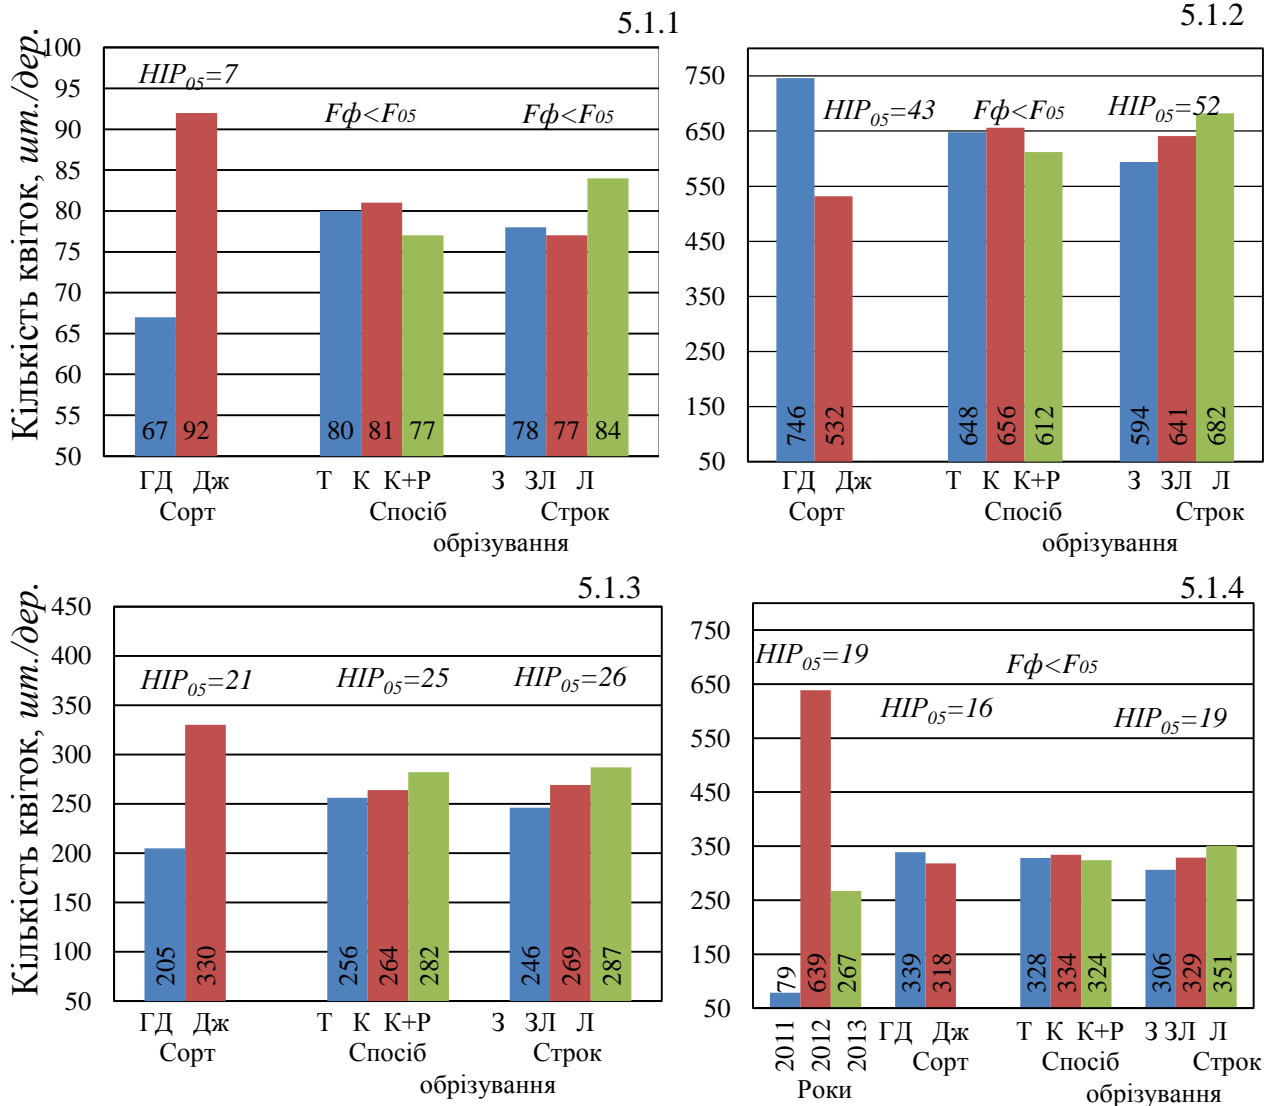 5.1.1
Кількість квіток, шт./дер.
100
95
90
85
80
75
70
65
60
55
50
НІР05=7
Fф<F05
Fф<F05
67 92 80 81 77 78 77 84
ГД Дж Т К К+Р З ЗЛ Л
Сорт Спосіб Строк
обрізування
5.1.2
750
650
550
450
350
250
150
50
НІР05=43
Fф<F05
НІР05=52
746 532 648 656 612 594 641 682
ГД Дж Т К К+Р З ЗЛ Л
Сорт Спосіб Строк
обрізування
5.1.3
Кількість квіток, шт./дер.
450
400
350
300
250
200
150
100
50
НІР05=21
НІР05=25
НІР05=26
205 330 256 264 282 246 269 287
ГД Дж Т К К+Р З ЗЛ Л
Сорт Спосіб Строк
обрізування
5.1.4
750
650
550
450
350
250
150
50
НІР05=19
НІР05=16
Fф<F05
НІР05=19
79 639 267 339 318 328 334 324 306 329 351
2011 2012 2013 ГД Дж Т К К+Р З ЗЛ Л
Роки Сорт Спосіб Строк
обрізування